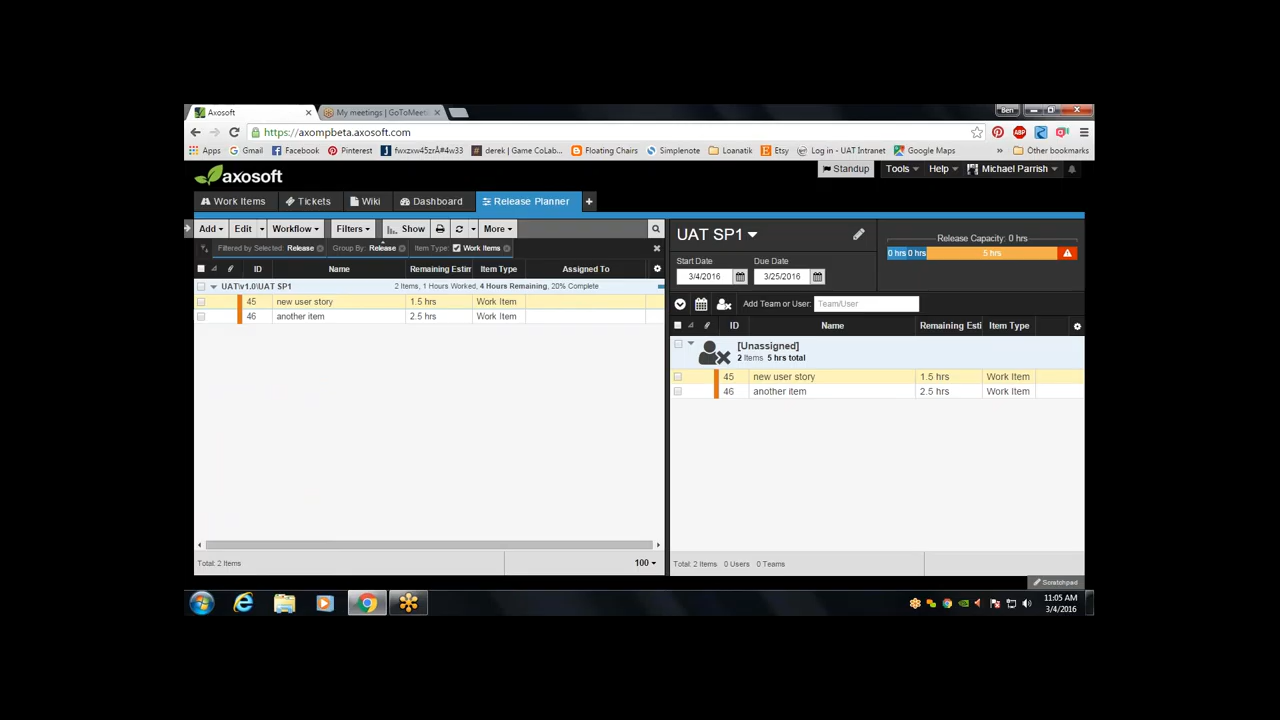 Axosoft
My meetings | GoToMeeti
Ben
https://axompbeta.axosoft.com
Apps Gmail Facebook Pinterest fwxzxw45zrÅ#4w33 derek | Game CoLab... Floating Chairs Simplenote Loanatik Etsy Log in - UAT Intranet Google Maps » Other bookmarks
axosoft
Standup Tools Help Michael Parrish
Work Items Tickets Wiki Dashboard Release Planner
Add Edit Workflow Filters Show More
Filtered by Selected: Release Group By: Release Item Type: Work Items
ID Name Remaining Estim Item Type Assigned To
UAT\v1.0\UAT SP1 2 Items, 1 Hours Worked, 4 Hours Remaining, 20% Complete
45 new user story 1.5 hrs Work Item
46 another item 2.5 hrs Work Item
Total: 2 Items
100
UAT SP1
Release Capacity: 0 hrs
0 hrs 0 hrs 5 hrs
Start Date Due Date
3/4/2016 3/25/2016
Add Team or User: Team/User
ID Name Remaining Esti Item Type
[Unassigned]
2 Items 5 hrs total
45 new user story 1.5 hrs Work Item
46 another item 2.5 hrs Work Item
Total: 2 Items 0 Users 0 Teams
Scratchpad
11:05 AM
3/4/2016